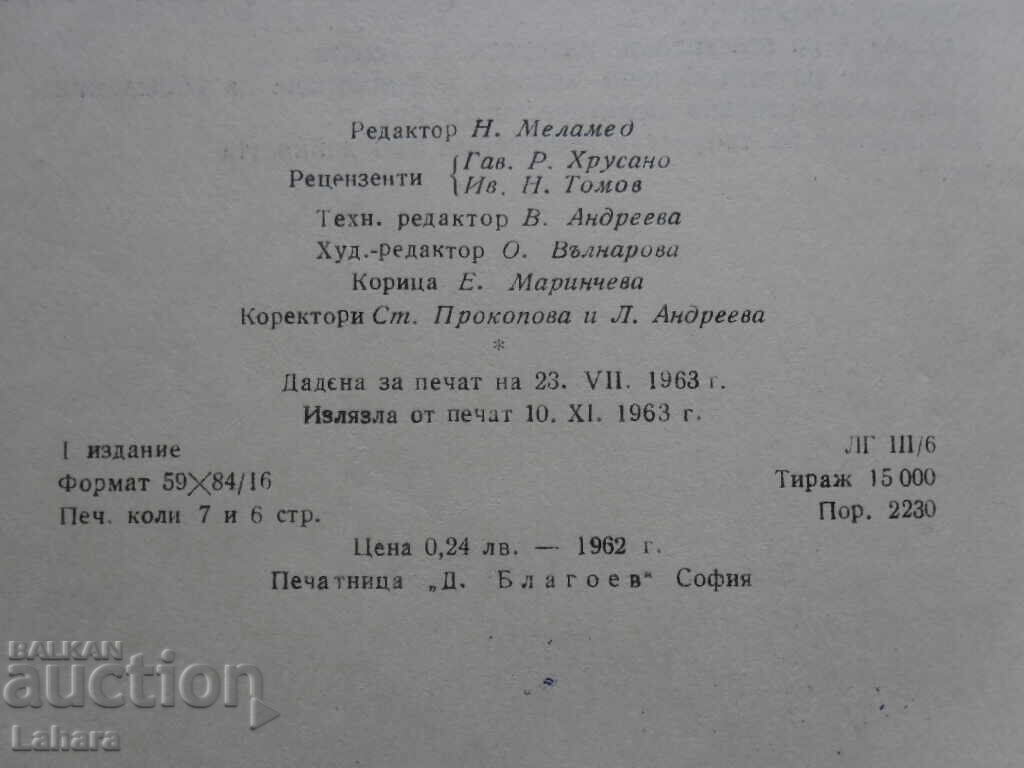 Редактор Н. Меламед
Рецензенти {Гав. Р. Хрусано
Ив. Н. Томов
Техн. редактор В. Андреева
Худ.-редактор О. Вълнарова
Корица Е. Маринчева
Коректори Ст. Прокопова и Л. Андреева
*
Дадена за печат на 23. VII. 1963 г.
Излязла от печат 10. XI. 1963 г.
I издание
ЛГ III/6
Формат 59×84/16
Тираж 15 000
Печ. коли 7 и 6 стр.
Пор. 2230
Цена 0,24 лв. — 1962 г.
Печатница „Д. Благоев“ София
BALKAN
auction
Lahara